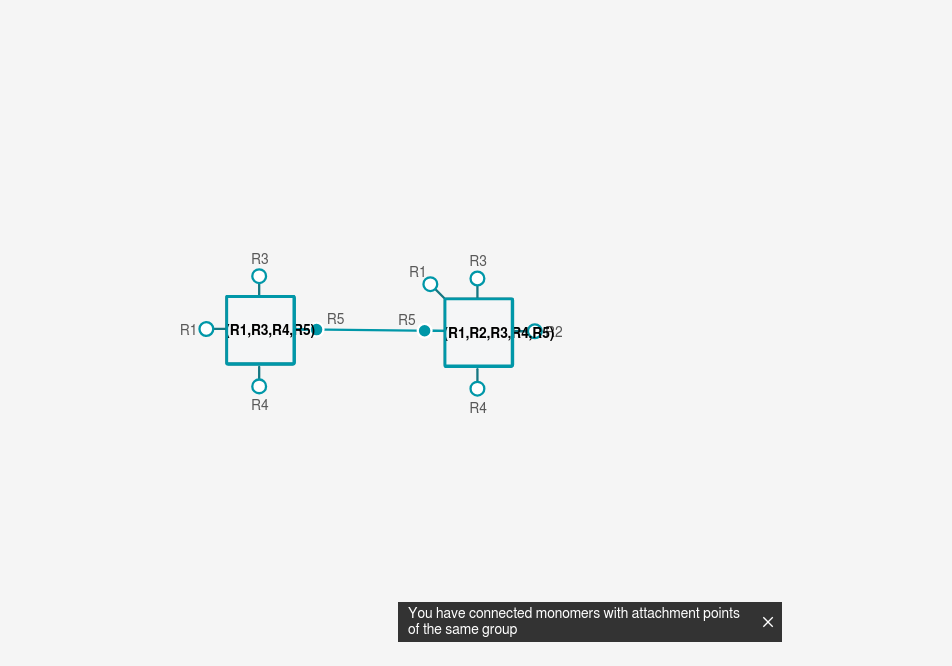 R3
R3
R1
R5
R5
R1
(R1,R3,R4,R5)
(R1,R2,R3,R4,R5)
R2
R4
R4
You have connected monomers with attachment points
of the same group